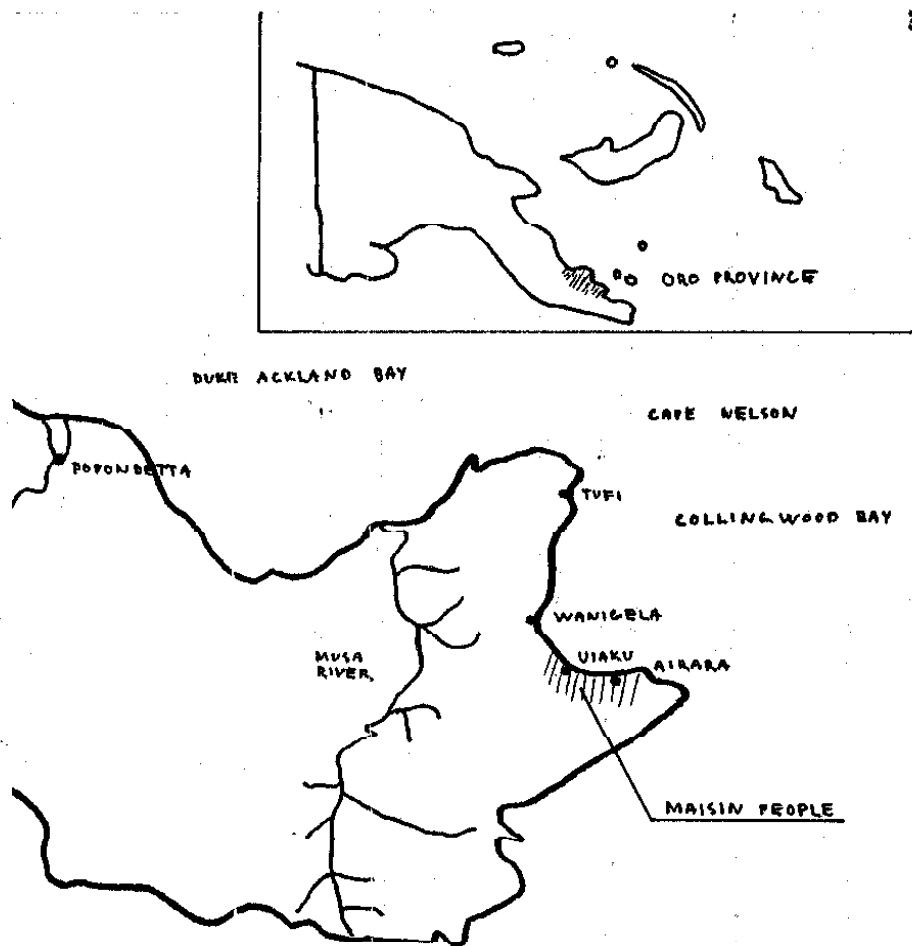 ORO PROVINCE
DUKE ACKLAND BAY
CAPE NELSON
POPONDETTA
TUFI
COLLINGWOOD BAY
WANIGELA
MUSA
RIVER
UIAKU
AIRARA
MAISIN PEOPLE